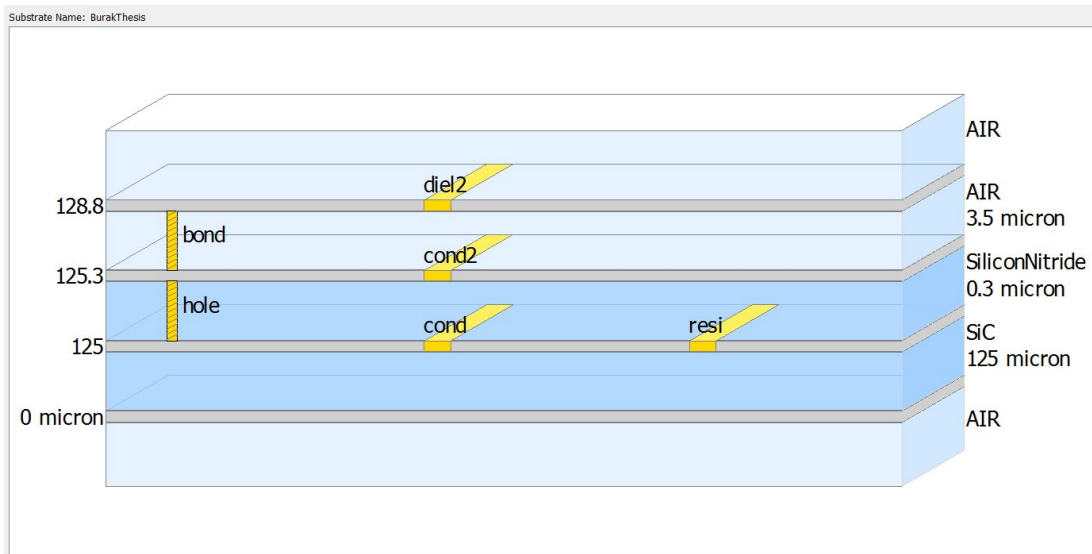 Substrate Name: BurakThesis
AIR
diel2
AIR
128.8
3.5 micron
bond
cond2
SiliconNitride
125.3
0.3 micron
hole
cond
resi
SiC
125
125 micron
0 micron
AIR